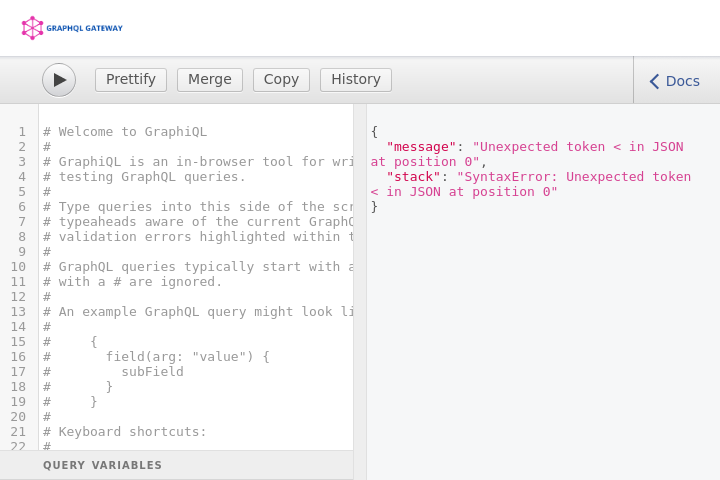 GRAPHQL GATEWAY
Prettify Merge Copy History Docs
1 # Welcome to GraphiQL
2 #
3 # GraphiQL is an in-browser tool for wri
4 # testing GraphQL queries.
5 #
6 # Type queries into this side of the scr
7 # typeaheads aware of the current GraphQ
8 # validation errors highlighted within t
9 #
10 # GraphQL queries typically start with a
11 # with a # are ignored.
12 #
13 # An example GraphQL query might look li
14 #
15 #     {
16 #       field(arg: "value") {
17 #         subField
18 #       }
19 #     }
20 #
21 # Keyboard shortcuts:
22 #
QUERY VARIABLES
{
  "message": "Unexpected token < in JSON
at position 0",
  "stack": "SyntaxError: Unexpected token
< in JSON at position 0"
}